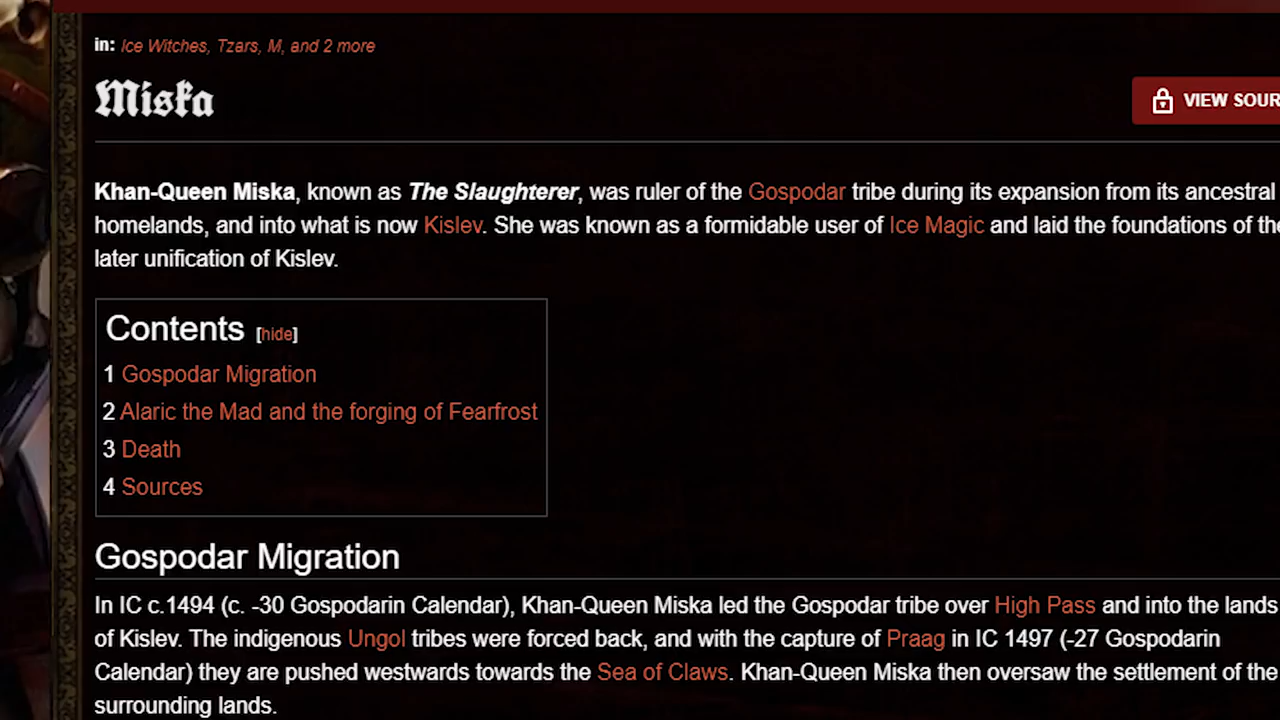 in: Ice Witches, Tzars, M, and 2 more
Miska
VIEW SOUR
Khan-Queen Miska, known as The Slaughterer, was ruler of the Gospodar tribe during its expansion from its ancestral
homelands, and into what is now Kislev. She was known as a formidable user of Ice Magic and laid the foundations of the
later unification of Kislev.
Contents [hide]
1 Gospodar Migration
2 Alaric the Mad and the forging of Fearfrost
3 Death
4 Sources
Gospodar Migration
In IC c.1494 (c. -30 Gospodarin Calendar), Khan-Queen Miska led the Gospodar tribe over High Pass and into the lands
of Kislev. The indigenous Ungol tribes were forced back, and with the capture of Praag in IC 1497 (-27 Gospodarin
Calendar) they are pushed westwards towards the Sea of Claws. Khan-Queen Miska then oversaw the settlement of the
surrounding lands.